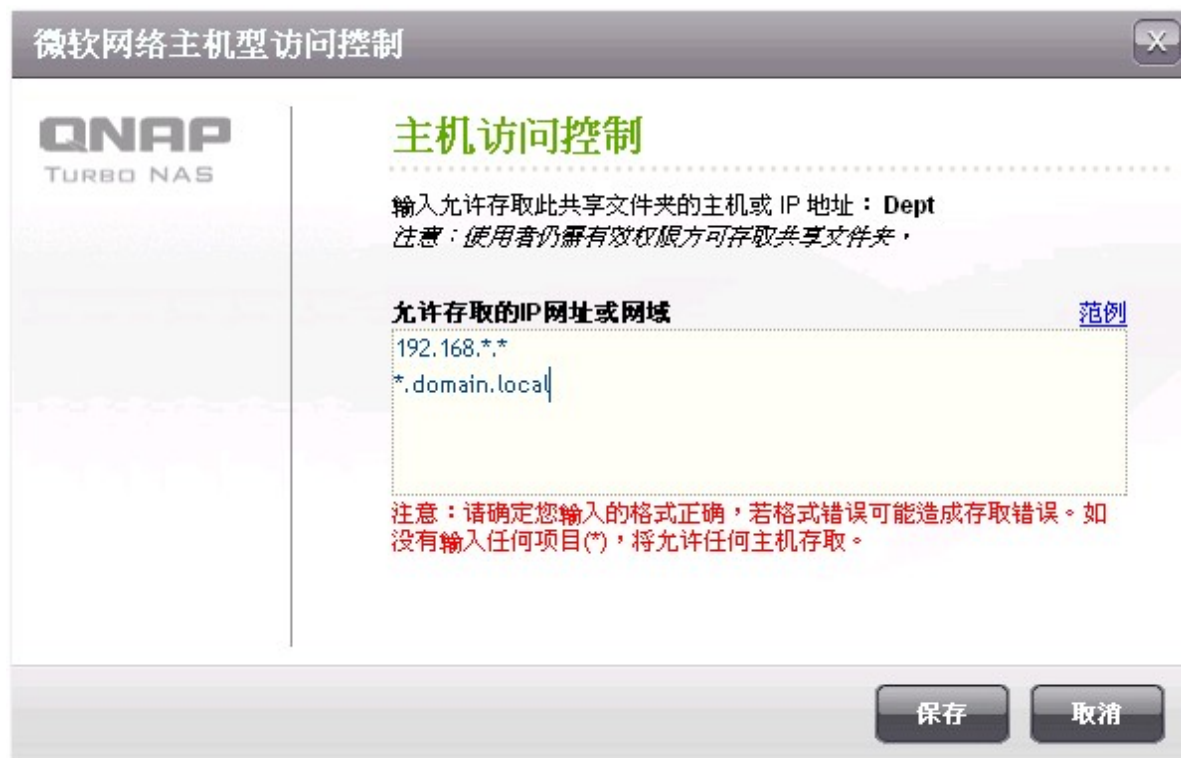 微软网络主机型访问控制
X
QNAP
TURBO NAS
主机访问控制
输入允许存取此共享文件夹的主机或 IP 地址： Dept
注意：使用者仍需有效权限方可存取共享文件夹，
允许存取的IP网址或网域 范例
192.168.*.*
*.domain.local
注意：请确定您输入的格式正确，若格式错误可能造成存取错误。如
没有输入任何项目(*)，将允许任何主机存取。
保存 取消